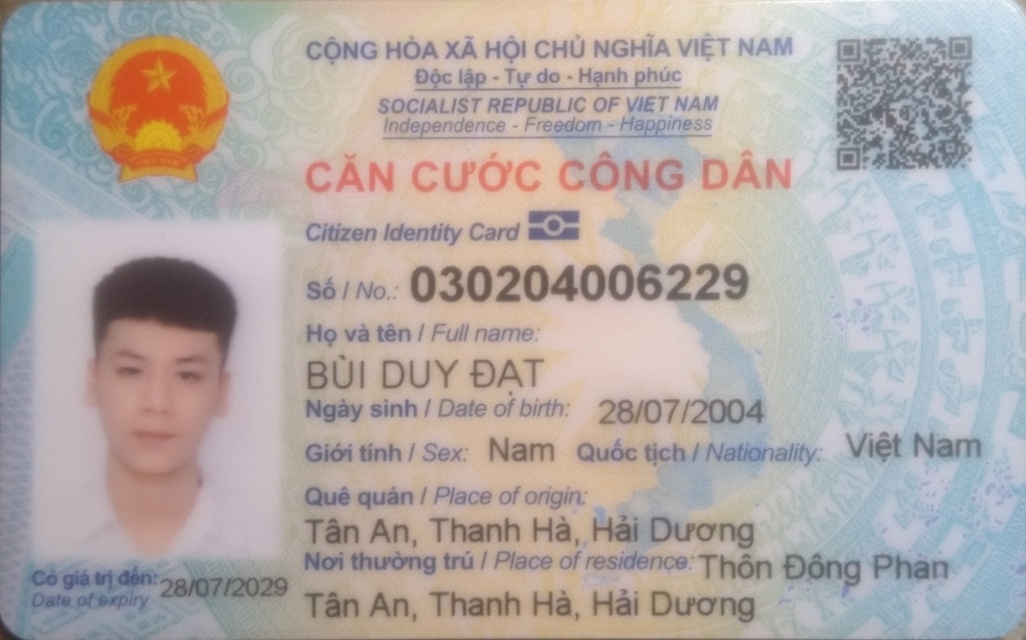 CỘNG HÒA XÃ HỘI CHỦ NGHĨA VIỆT NAM
Độc lập - Tự do - Hạnh phúc
SOCIALIST REPUBLIC OF VIET NAM
Independence - Freedom - Happiness
CĂN CƯỚC CÔNG DÂN
Citizen Identity Card
Số / No.: 030204006229
Họ và tên / Full name:
BÙI DUY ĐẠT
Ngày sinh / Date of birth: 28/07/2004
Giới tính / Sex: Nam Quốc tịch / Nationality: Việt Nam
Quê quán / Place of origin:
Tân An, Thanh Hà, Hải Dương
Nơi thường trú / Place of residence: Thôn Đông Phan
Tân An, Thanh Hà, Hải Dương
Có giá trị đến: 28/07/2029
Date of expiry
VIỆT NAM